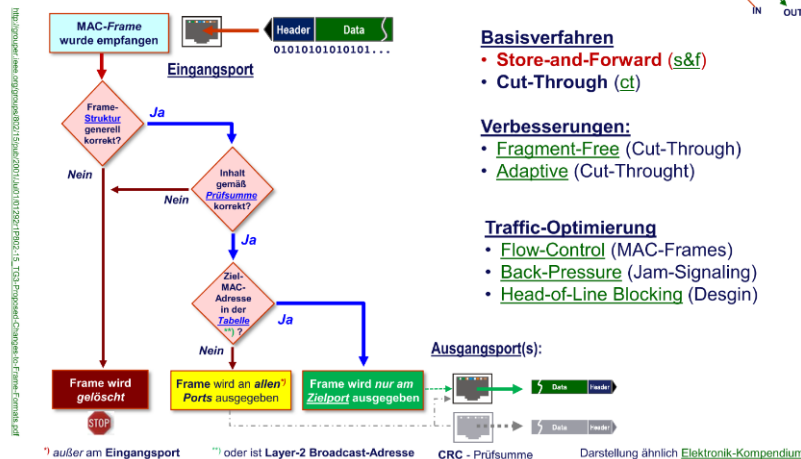 IN
OUT
MAC-Frame
wurde empfangen
Header
Data
01010101010101...
Eingangsport
Frame-
Struktur
generell
korrekt?
Ja
Nein
Inhalt
gemäß
Prüfsumme
korrekt?
Nein
Ja
Ziel-
MAC-
Adresse
in der
Tabelle
**) ?
Ja
Nein
Frame wird
gelöscht
STOP
Frame wird an allen*)
Ports ausgegeben
Frame wird nur am
Zielport ausgegeben
Ausgangsport(s):
Data
Header
Data
Header
*) außer am Eingangsport
**) oder ist Layer-2 Broadcast-Adresse
CRC - Prüfsumme
Darstellung ähnlich Elektronik-Kompendium
Basisverfahren
• Store-and-Forward (s&f)
• Cut-Through (ct)
Verbesserungen:
• Fragment-Free (Cut-Through)
• Adaptive (Cut-Throught)
Traffic-Optimierung
• Flow-Control (MAC-Frames)
• Back-Pressure (Jam-Signaling)
• Head-of-Line Blocking (Desgin)